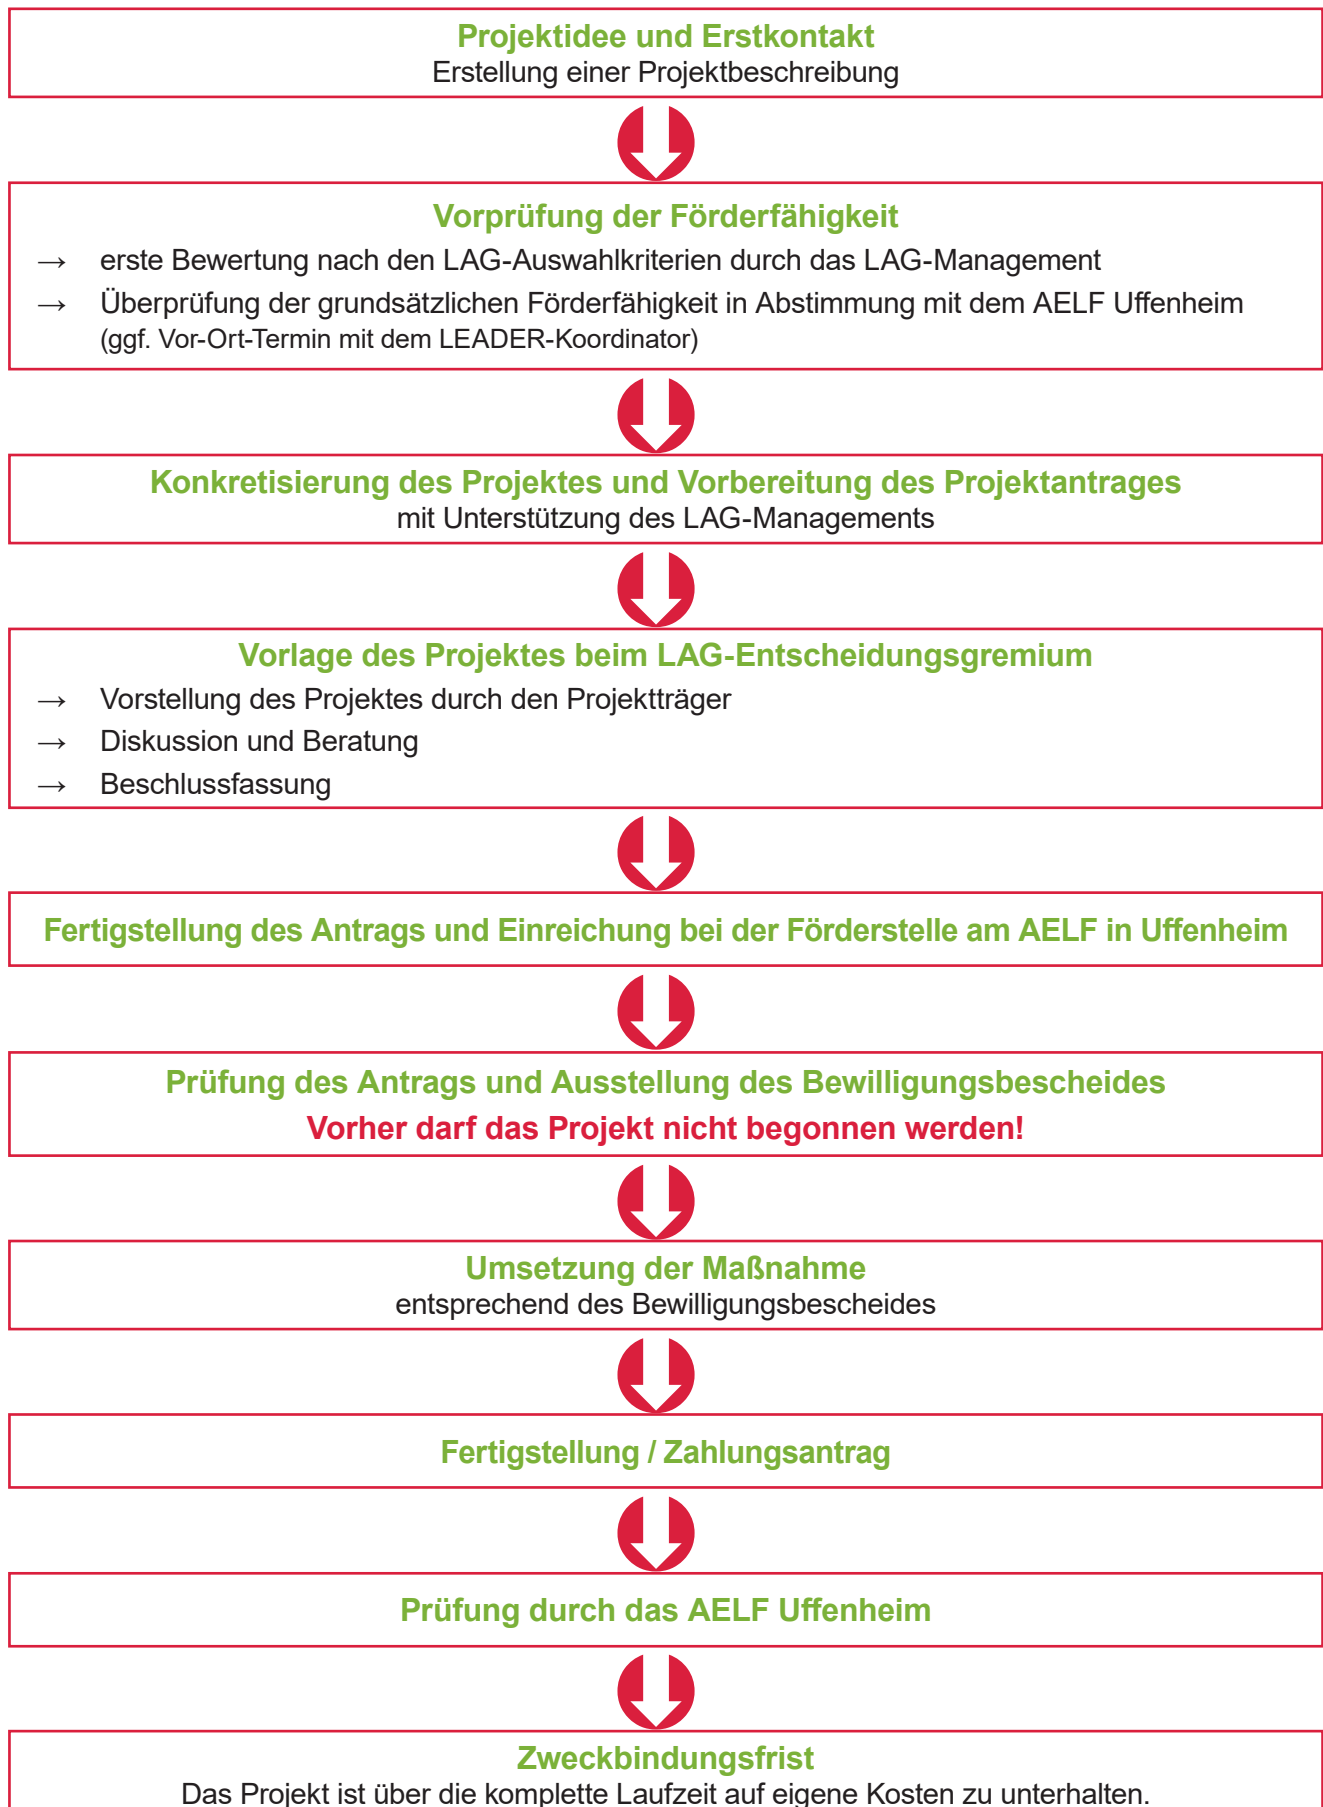 Projektidee und Erstkontakt
Erstellung einer Projektbeschreibung
Vorprüfung der Förderfähigkeit
→ erste Bewertung nach den LAG-Auswahlkriterien durch das LAG-Management
→ Überprüfung der grundsätzlichen Förderfähigkeit in Abstimmung mit dem AELF Uffenheim
(ggf. Vor-Ort-Termin mit dem LEADER-Koordinator)
Konkretisierung des Projektes und Vorbereitung des Projektantrages
mit Unterstützung des LAG-Managements
Vorlage des Projektes beim LAG-Entscheidungsgremium
→ Vorstellung des Projektes durch den Projektträger
→ Diskussion und Beratung
→ Beschlussfassung
Fertigstellung des Antrags und Einreichung bei der Förderstelle am AELF in Uffenheim
Prüfung des Antrags und Ausstellung des Bewilligungsbescheides
Vorher darf das Projekt nicht begonnen werden!
Umsetzung der Maßnahme
entsprechend des Bewilligungsbescheides
Fertigstellung / Zahlungsantrag
Prüfung durch das AELF Uffenheim
Zweckbindungsfrist
Das Projekt ist über die komplette Laufzeit auf eigene Kosten zu unterhalten.